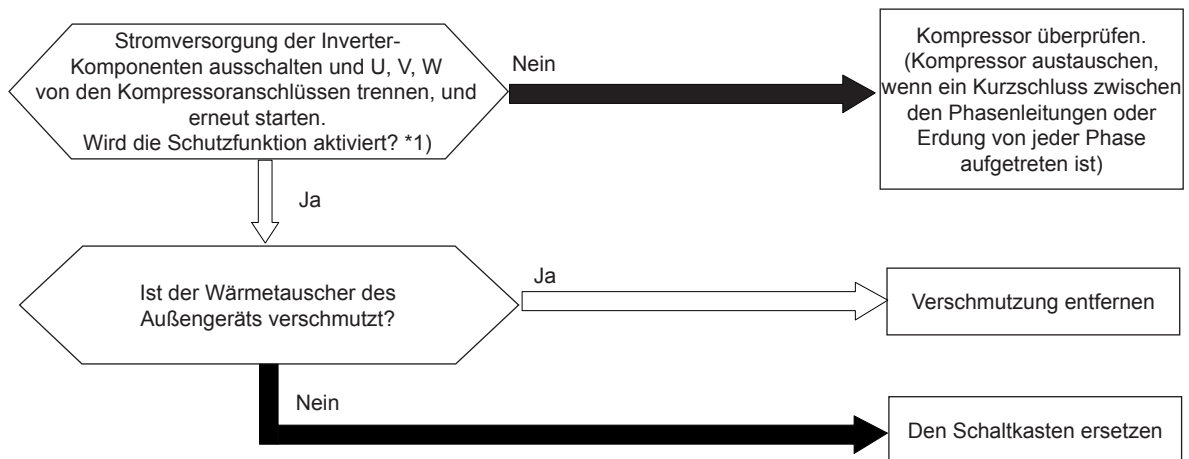 Stromversorgung der Inverter-
Komponenten ausschalten und U, V, W
von den Kompressoranschlüssen trennen, und
erneut starten.
Wird die Schutzfunktion aktiviert? *1)
Nein
Kompressor überprüfen.
(Kompressor austauschen,
wenn ein Kurzschluss zwischen
den Phasenleitungen oder
Erdung von jeder Phase
aufgetreten ist)
Ja
Ist der Wärmetauscher des
Außengeräts verschmutzt?
Ja
Verschmutzung entfernen
Nein
Den Schaltkasten ersetzen